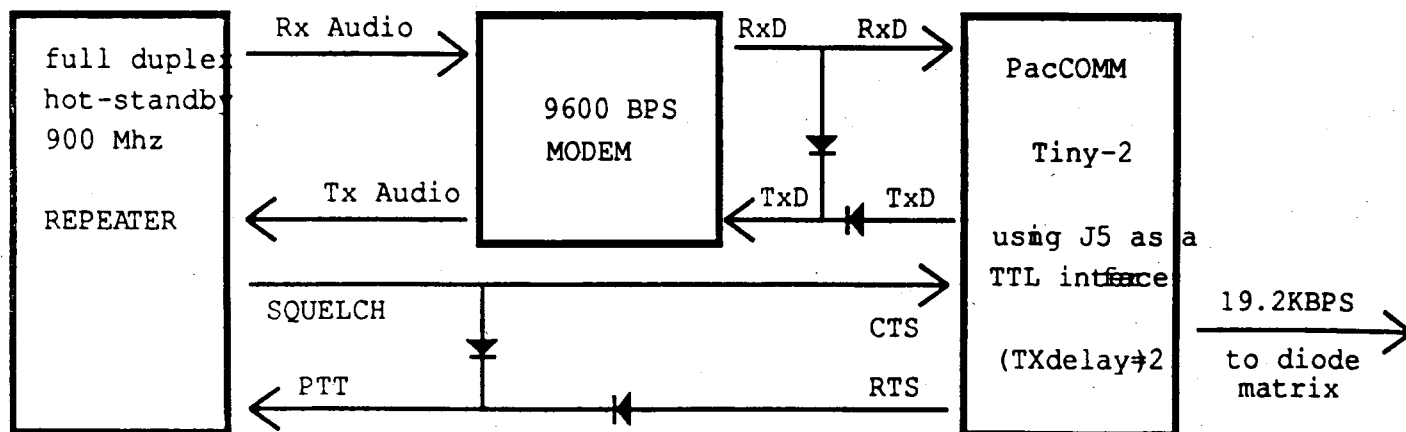 full duplex
hot-standby
900 Mhz
REPEATER
Rx Audio
Tx Audio
9600 BPS
MODEM
RxD
RxD
TxD
TxD
SQUELCH
CTS
PTT
RTS
PacCOMM
Tiny-2
using J5 as a
TTL interface
(TXdelay=2
19.2KBPS
to diode
matrix